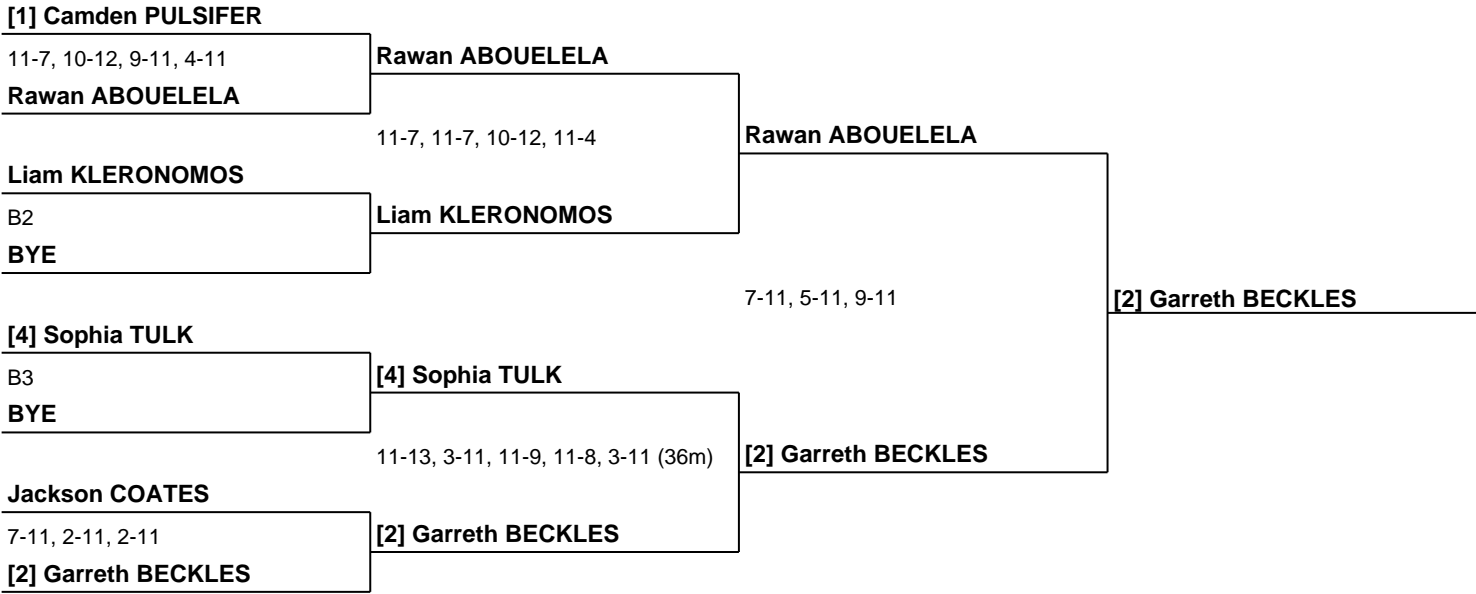 [1] Camden PULSIFER
11-7, 10-12, 9-11, 4-11
Rawan ABOUELELA
Rawan ABOUELELA
11-7, 11-7, 10-12, 11-4
Rawan ABOUELELA
Liam KLERONOMOS
B2
Liam KLERONOMOS
BYE
7-11, 5-11, 9-11
[2] Garreth BECKLES
[4] Sophia TULK
B3
[4] Sophia TULK
BYE
11-13, 3-11, 11-9, 11-8, 3-11 (36m)
[2] Garreth BECKLES
Jackson COATES
7-11, 2-11, 2-11
[2] Garreth BECKLES
[2] Garreth BECKLES